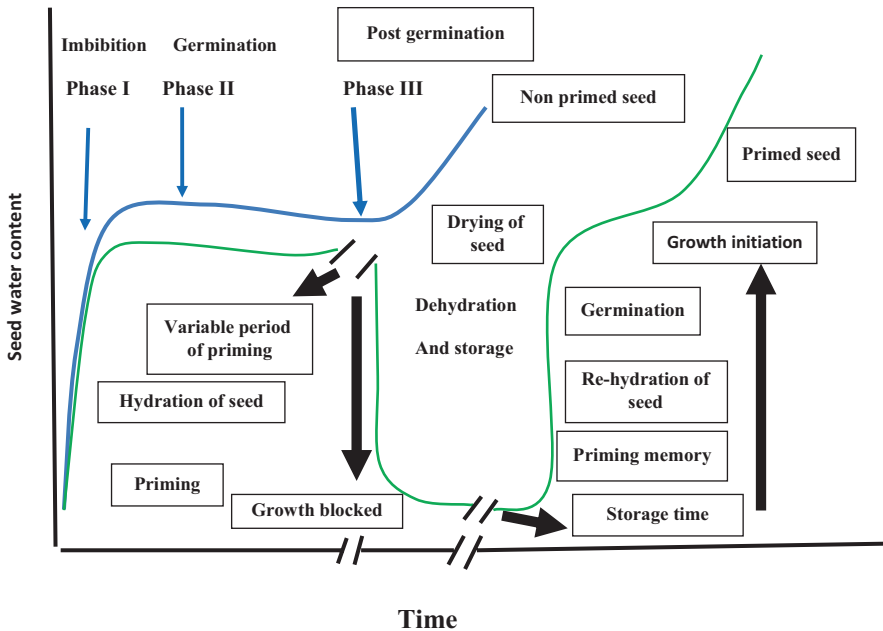 Imbibition
Germination
Post germination
Phase I
Phase II
Phase III
Non primed seed
Primed seed
Drying of
seed
Growth initiation
Seed water content
Dehydration
And storage
Germination
Variable period
of priming
Hydration of seed
Re-hydration of
seed
Priming memory
Priming
Growth blocked
Storage time
Time